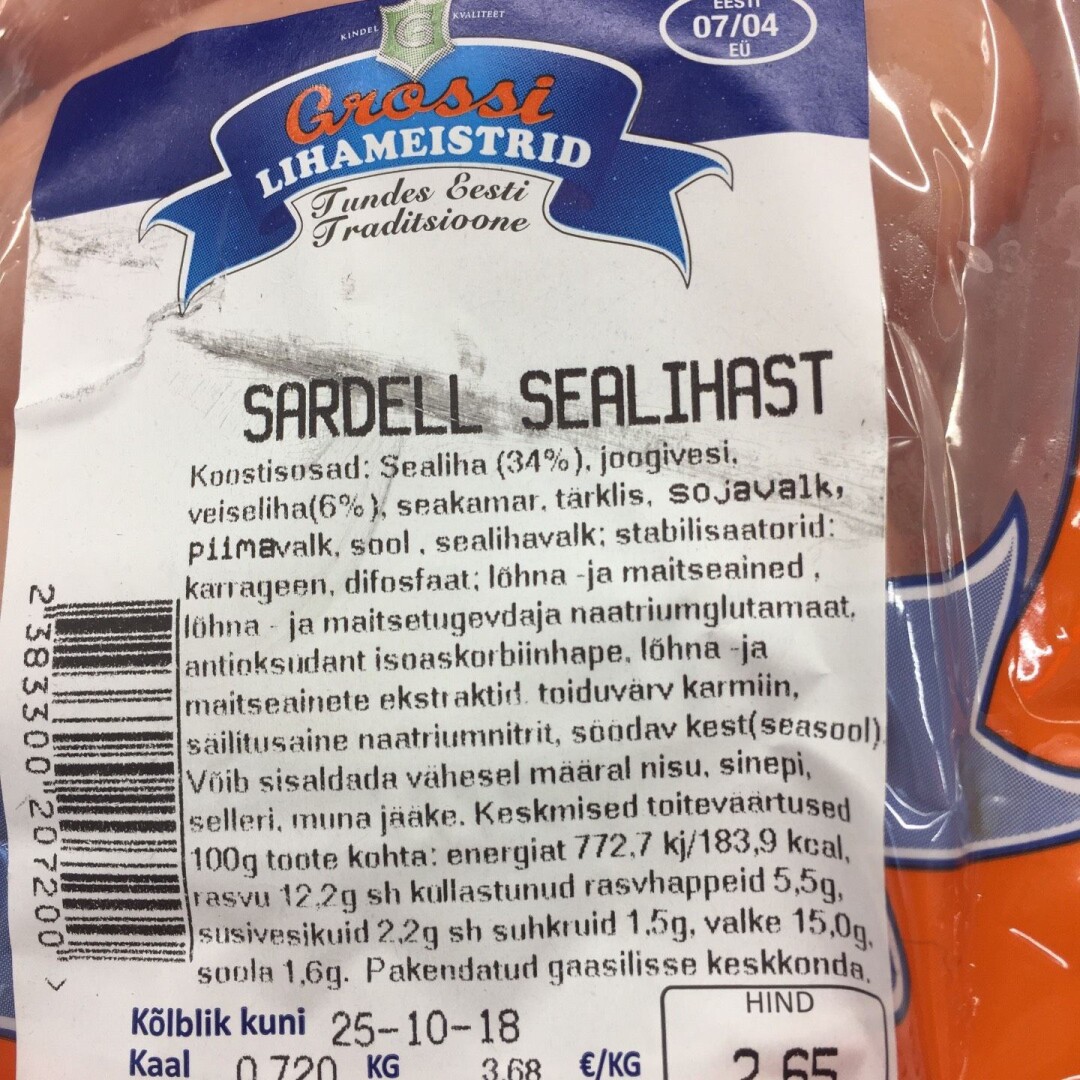 KINDEL KVALITEET
G
EESTI
07/04
EÜ
Grossi
LIHAMEISTRID
Tundes Eesti
Traditsioone
SARDELL SEALIHAST
Koostisosad: Sealiha (34%), joogivesi,
veiseliha(6%), seakamar, tärklis, sojavalk,
piimavalk, sool, sealihavalk; stabilisaatorid:
karrageen, difosfaat; lõhna -ja maitseained,
lõhna - ja maitsetugevdaja naatriumglutamaat,
antioksüdant isoaskorbiinhape, lõhna -ja
maitseainete ekstraktid. toiduvärv karmiin,
säilitusaine naatriumnitrit, söödav kest(seasool).
Võib sisaldada vähesel määral nisu, sinepi,
selleri, muna jääke. Keskmised toiteväärtused
100g toote kohta: energiat 772,7 kj/183,9 kcal,
rasvu 12,2g sh küllastunud rasvhappeid 5,5g,
süsivesikuid 2,2g sh suhkruid 1,5g, valke 15,0g,
soola 1,6g. Pakendatud gaasilisse keskkonda.
2 383300 207200 >
Kõlblik kuni 25-10-18
HIND
Kaal 0.720 KG 3.68 €/KG
2.65